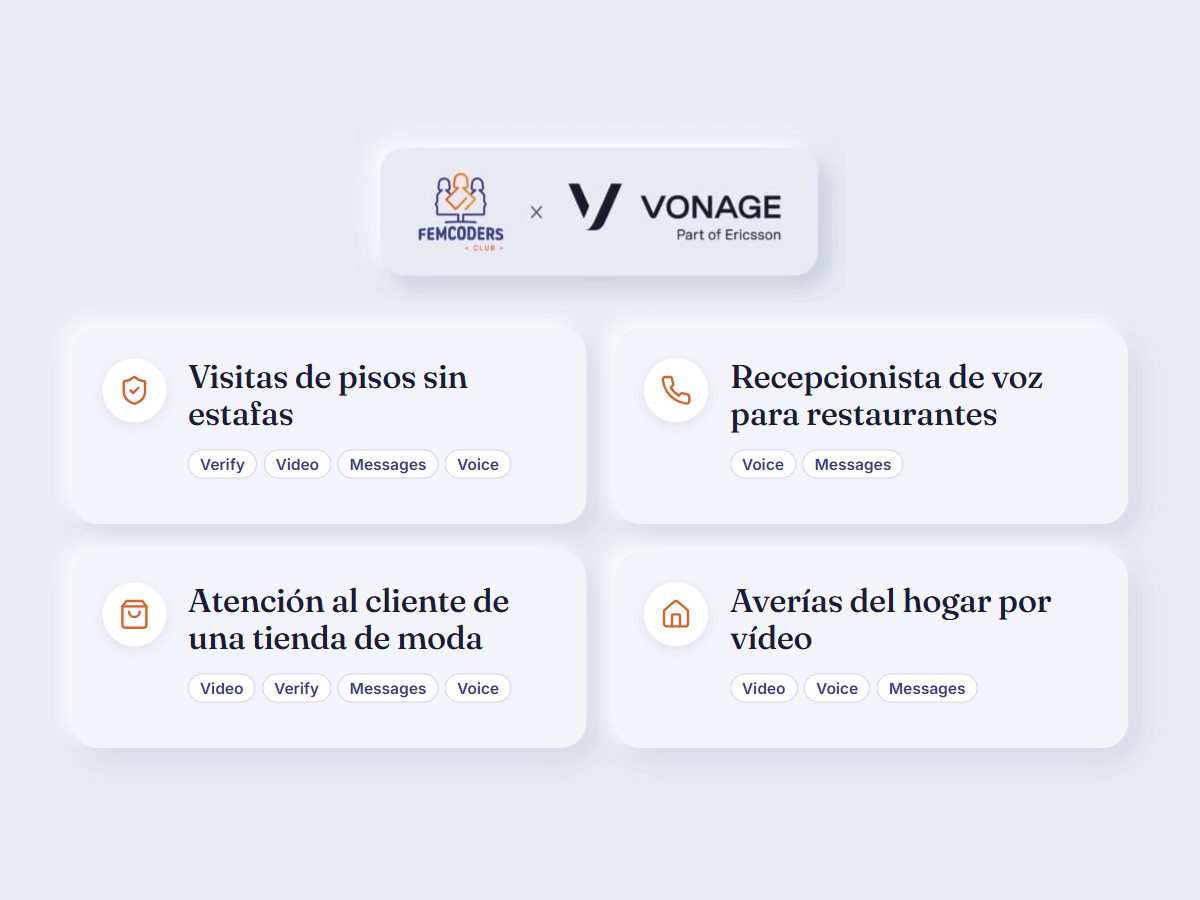 FEMCODERS
CLUB
x
VONAGE
Part of Ericsson
Visitas de pisos sin
estafas
Verify Video Messages Voice
Recepcionista de voz
para restaurantes
Voice Messages
Atención al cliente de
una tienda de moda
Video Verify Messages Voice
Averías del hogar por
vídeo
Video Voice Messages